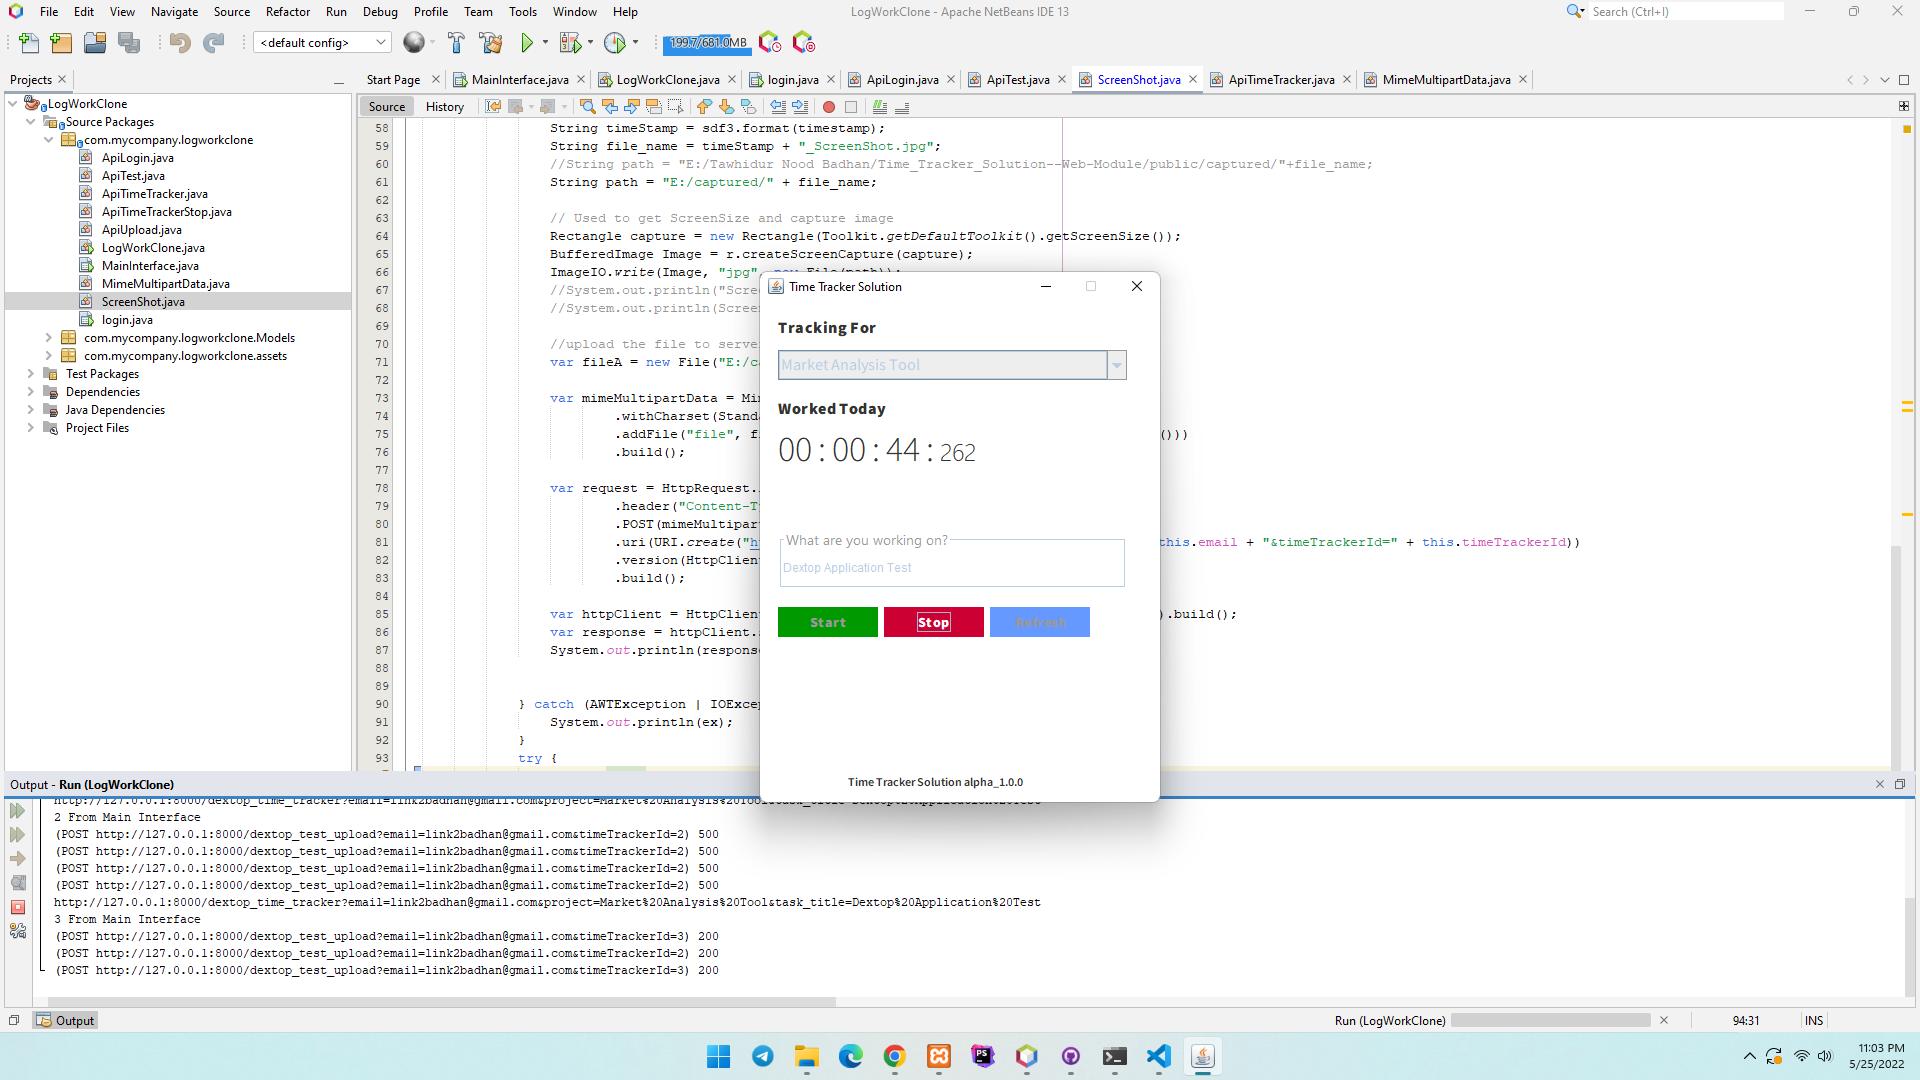 File Edit View Navigate Source Refactor Run Debug Profile Team Tools Window Help LogWorkClone - Apache NetBeans IDE 13 Search (Ctrl+I)
<default config> 199.7/681.0MB
Projects Start Page MainInterface.java LogWorkClone.java login.java ApiLogin.java ApiTest.java ScreenShot.java ApiTimeTracker.java MimeMultipartData.java
Source History
LogWorkClone
Source Packages
com.mycompany.logworkclone
ApiLogin.java
ApiTest.java
ApiTimeTracker.java
ApiTimeTrackerStop.java
ApiUpload.java
LogWorkClone.java
MainInterface.java
MimeMultipartData.java
ScreenShot.java
login.java
com.mycompany.logworkclone.Models
com.mycompany.logworkclone.assets
Test Packages
Dependencies
Java Dependencies
Project Files
58 String timeStamp = sdf3.format(timestamp);
59 String file_name = timeStamp + "_ScreenShot.jpg";
60 //String path = "E:/Tawhidur Nood Badhan/Time_Tracker_Solution--Web-Module/public/captured/"+file_name;
61 String path = "E:/captured/" + file_name;
62
63 // Used to get ScreenSize and capture image
64 Rectangle capture = new Rectangle(Toolkit.getDefaultToolkit().getScreenSize());
65 BufferedImage Image = r.createScreenCapture(capture);
66 ImageIO.write(Image, "jpg", new File(path));
67 //System.out.println("Scre
68 //System.out.println(Screen
69
70 //upload the file to serve
71 var fileA = new File("E:/ca
72
73 var mimeMultipartData = Mi
74 .withCharset(Standa
75 .addFile("file", f ()))
76 .build();
77
78 var request = HttpRequest.
79 .header("Content-T
80 .POST(mimeMultipar
81 .uri(URI.create("h this.email + "&timeTrackerId=" + this.timeTrackerId))
82 .version(HttpClien
83 .build();
84
85 var httpClient = HttpClien ).build();
86 var response = httpClient.
87 System.out.println(respons
88
89
90 } catch (AWTException | IOExce
91 System.out.println(ex);
92 }
93 try {
Time Tracker Solution
Tracking For
Market Analysis Tool
Worked Today
00 : 00 : 44 : 262
What are you working on?
Dextop Application Test
Start Stop Refresh
Time Tracker Solution alpha_1.0.0
Output - Run (LogWorkClone)
http://127.0.0.1:8000/dextop_time_tracker?email=link2badhan@gmail.com&project=Market%20Analysis%20Tool&task_title=Dextop%20Application%20Test
2 From Main Interface
(POST http://127.0.0.1:8000/dextop_test_upload?email=link2badhan@gmail.com&timeTrackerId=2) 500
(POST http://127.0.0.1:8000/dextop_test_upload?email=link2badhan@gmail.com&timeTrackerId=2) 500
(POST http://127.0.0.1:8000/dextop_test_upload?email=link2badhan@gmail.com&timeTrackerId=2) 500
(POST http://127.0.0.1:8000/dextop_test_upload?email=link2badhan@gmail.com&timeTrackerId=2) 500
http://127.0.0.1:8000/dextop_time_tracker?email=link2badhan@gmail.com&project=Market%20Analysis%20Tool&task_title=Dextop%20Application%20Test
3 From Main Interface
(POST http://127.0.0.1:8000/dextop_test_upload?email=link2badhan@gmail.com&timeTrackerId=3) 200
(POST http://127.0.0.1:8000/dextop_test_upload?email=link2badhan@gmail.com&timeTrackerId=2) 200
(POST http://127.0.0.1:8000/dextop_test_upload?email=link2badhan@gmail.com&timeTrackerId=3) 200
Output Run (LogWorkClone) 94:31 INS
PS
11:03 PM
5/25/2022